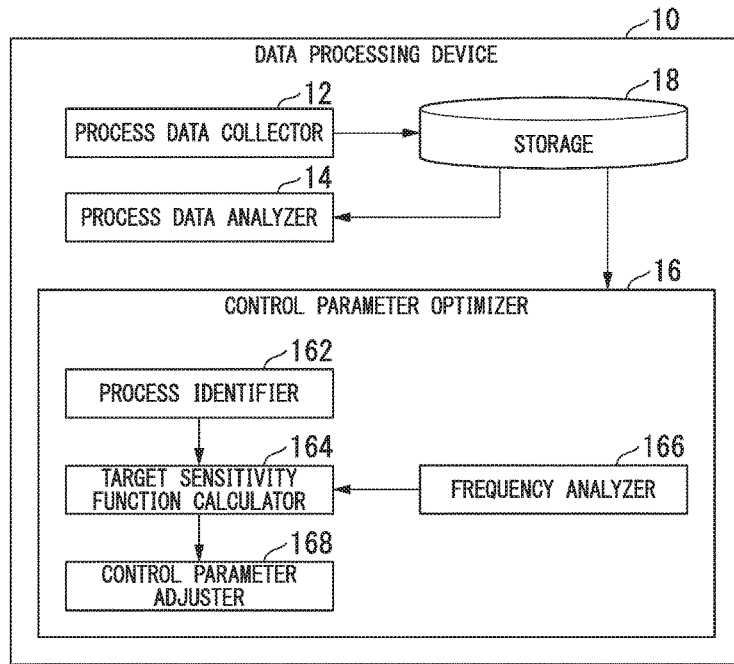 10
DATA PROCESSING DEVICE
12
18
PROCESS DATA COLLECTOR
STORAGE
14
PROCESS DATA ANALYZER
16
CONTROL PARAMETER OPTIMIZER
162
PROCESS IDENTIFIER
164
166
TARGET SENSITIVITY
FUNCTION CALCULATOR
FREQUENCY ANALYZER
168
CONTROL PARAMETER
ADJUSTER